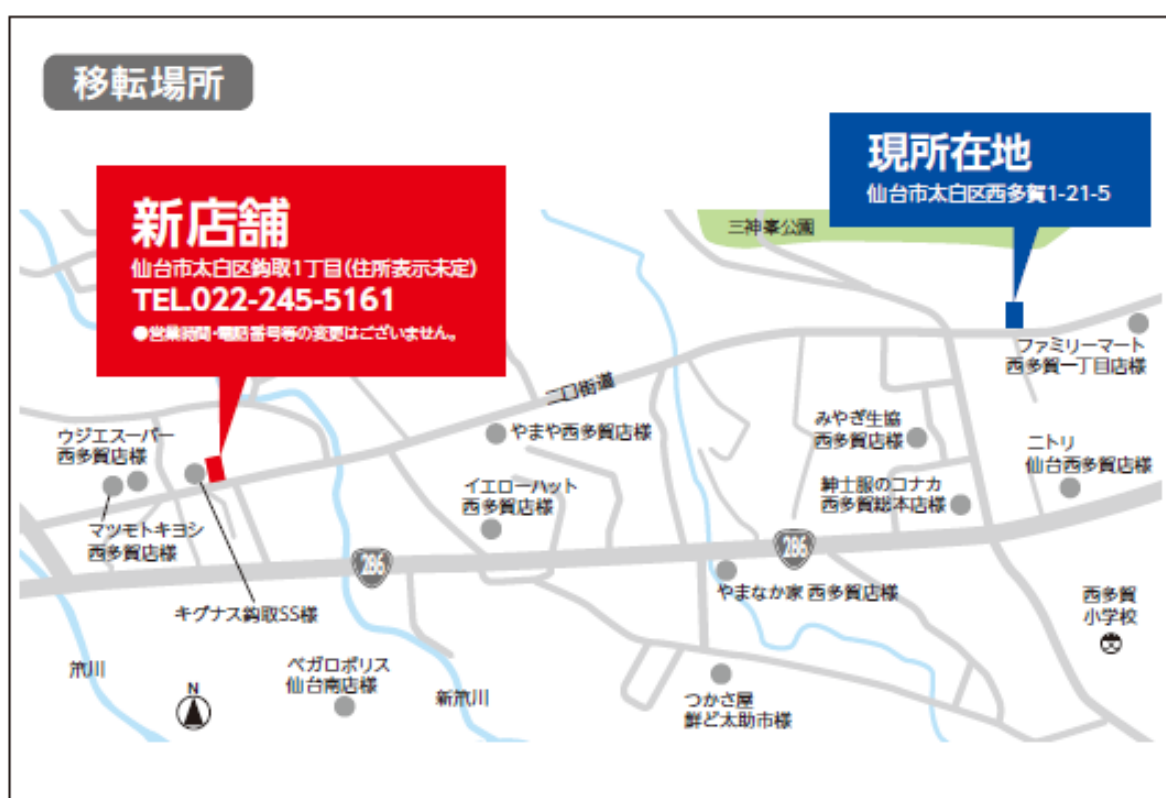 移転場所
現所在地
仙台市太白区西多賀1-21-5
新店舗
仙台市太白区鈎取1丁目(住所表示未定)
TEL.022-245-5161
●営業時間・電話番号等の変更はございません。
三神峯公園
ファミリーマート
西多賀一丁目店様
二口街道
ウジエスーパー
西多賀店様
やまや西多賀店様
みやぎ生協
西多賀店様
ニトリ
仙台西多賀店様
イエローハット
西多賀店様
紳士服のコナカ
西多賀総本店様
マツモトキヨシ
西多賀店様
286
286
やまなか家 西多賀店様
キグナス鈎取SS様
西多賀
小学校
笊川
ベガロポリス
仙台南店様
新笊川
N
つかさ屋
鮮ど太助市様